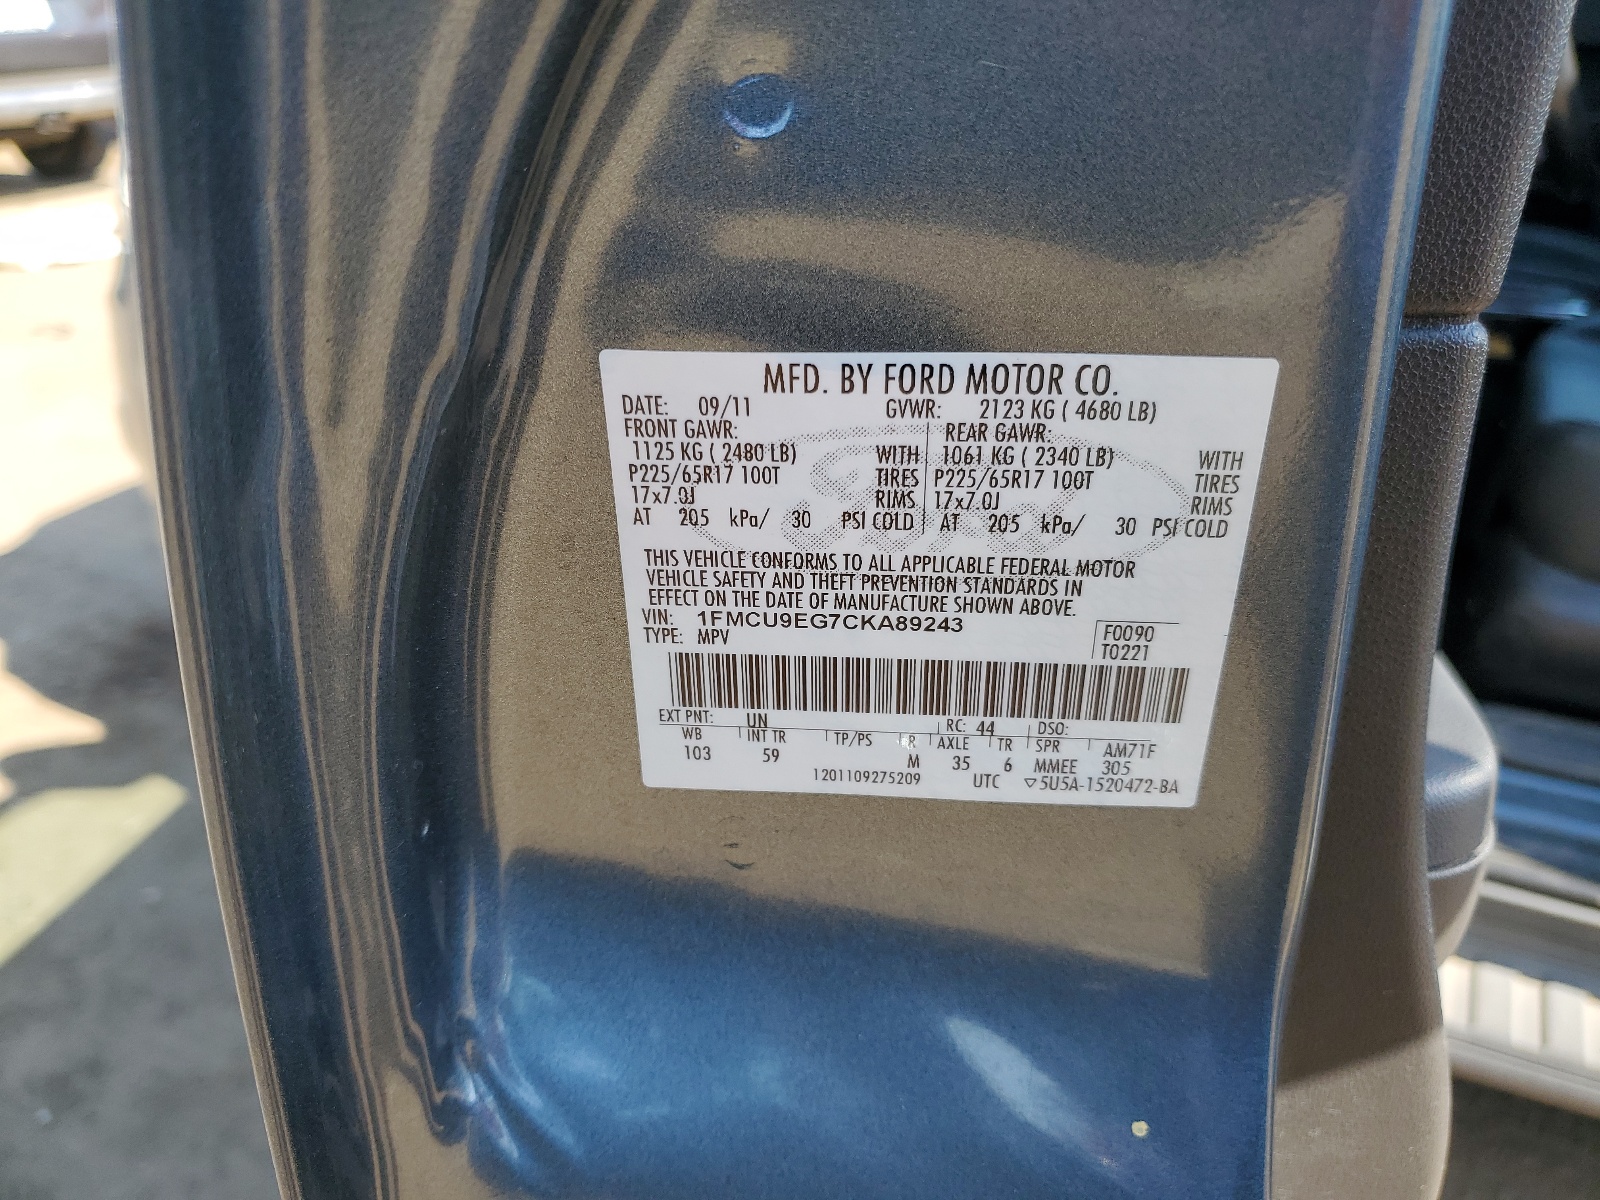 MFD. BY FORD MOTOR CO.
DATE: 09/11 GVWR: 2123 KG ( 4680 LB)
FRONT GAWR: REAR GAWR:
1125 KG ( 2480 LB) WITH 1061 KG ( 2340 LB) WITH
P225/65R17 100T TIRES P225/65R17 100T TIRES
17x7.0J RIMS 17x7.0J RIMS
AT 205 kPa/ 30 PSI COLD AT 205 kPa/ 30 PSI COLD
THIS VEHICLE CONFORMS TO ALL APPLICABLE FEDERAL MOTOR
VEHICLE SAFETY AND THEFT PREVENTION STANDARDS IN
EFFECT ON THE DATE OF MANUFACTURE SHOWN ABOVE.
VIN: 1FMCU9EG7CKA89243
TYPE: MPV F0090
T0221
EXT PNT: UN RC: 44 DSO:
WB INT TR TP/PS R AXLE TR SPR AM71F
103 59 M 35 6 MMEE 305
1201109275209 UTC ▽5U5A-1520472-BA